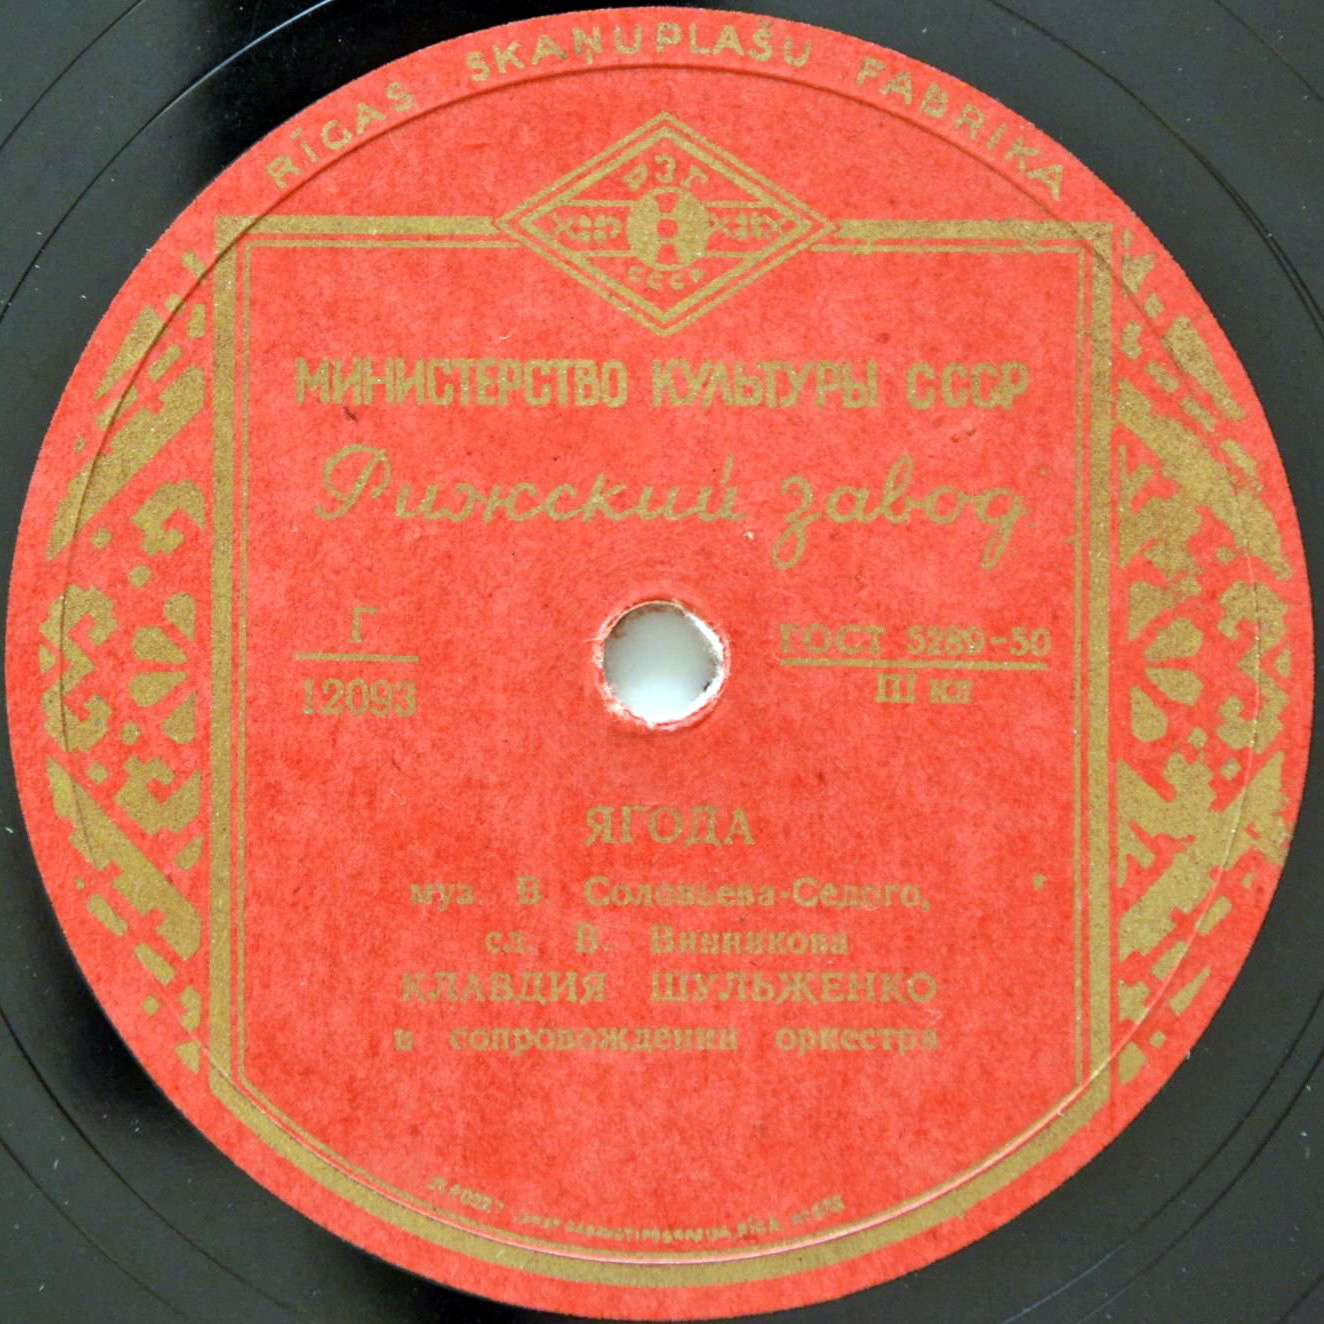 RĪGAS SKAŅUPLAŠU FABRIKA
РЗГ
СССР
МИНИСТЕРСТВО КУЛЬТУРЫ СССР
Рижский завод
Г
12093
ГОСТ 5289-50
III кл
ЯГОДА
муз. В. Соловьева-Седого,
сл. В. Винникова
КЛАВДИЯ ШУЛЬЖЕНКО
в сопровождении оркестра